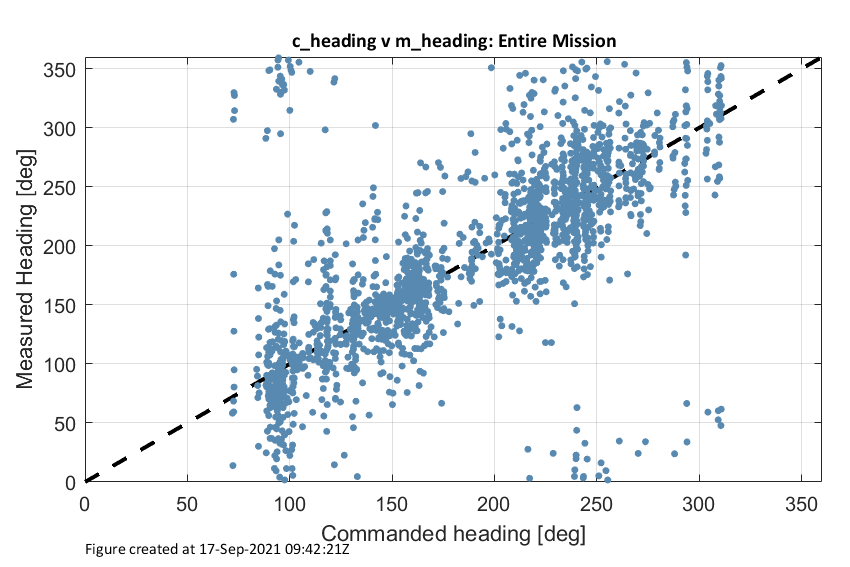 c_heading v m_heading: Entire Mission
350
300
250
200
150
100
50
0
Measured Heading [deg]
0 50 100 150 200 250 300 350
Commanded heading [deg]
Figure created at 17-Sep-2021 09:42:21Z